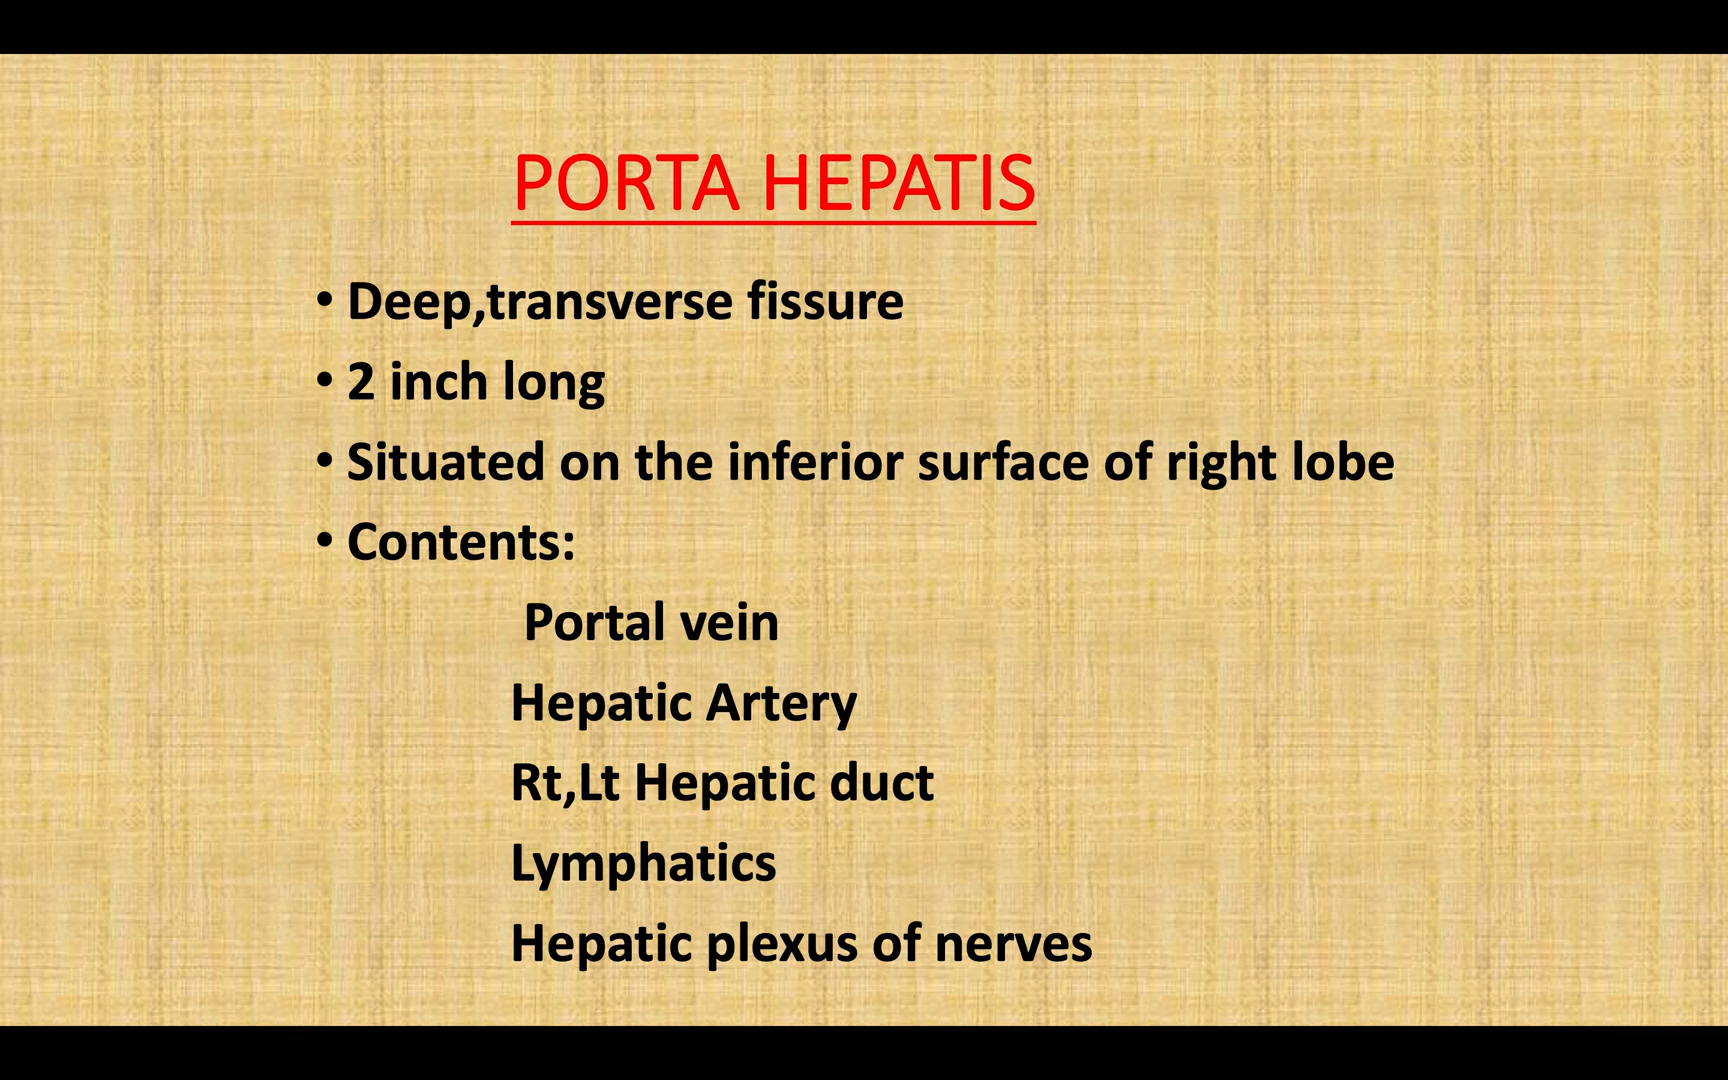 PORTA HEPATIS
• Deep,transverse fissure
• 2 inch long
• Situated on the inferior surface of right lobe
• Contents:
Portal vein
Hepatic Artery
Rt,Lt Hepatic duct
Lymphatics
Hepatic plexus of nerves